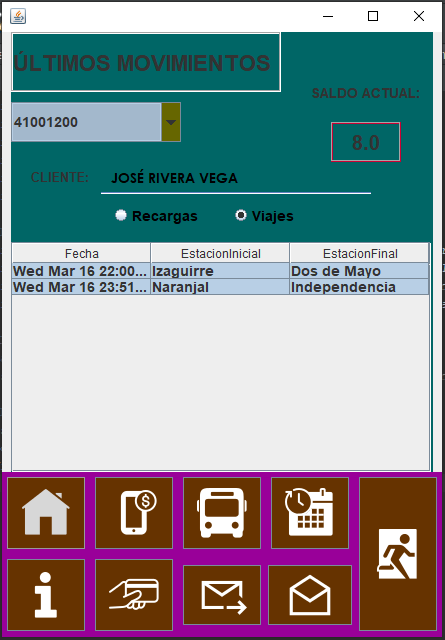 ÚLTIMOS MOVIMIENTOS
SALDO ACTUAL:
41001200
8.0
CLIENTE: JOSÉ RIVERA VEGA
Recargas Viajes
Fecha EstacionInicial EstacionFinal
Wed Mar 16 22:00... Izaguirre Dos de Mayo
Wed Mar 16 23:51... Naranjal Independencia